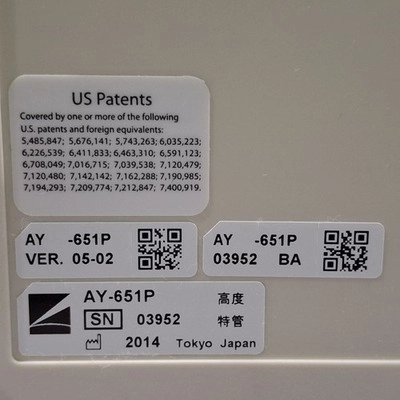 US Patents
Covered by one or more of the following
U.S. patents and foreign equivalents:
5,485,847; 5,676,141; 5,743,263; 6,035,223;
6,226,539; 6,411,833; 6,463,310; 6,591,123;
6,708,049; 7,016,715; 7,039,538; 7,120,479;
7,120,480; 7,142,142; 7,162,288; 7,190,985;
7,194,293; 7,209,774; 7,212,847; 7,400,919.
AY -651P
VER. 05-02
AY -651P
03952 BA
AY-651P 高度
SN 03952 特管
2014 Tokyo Japan